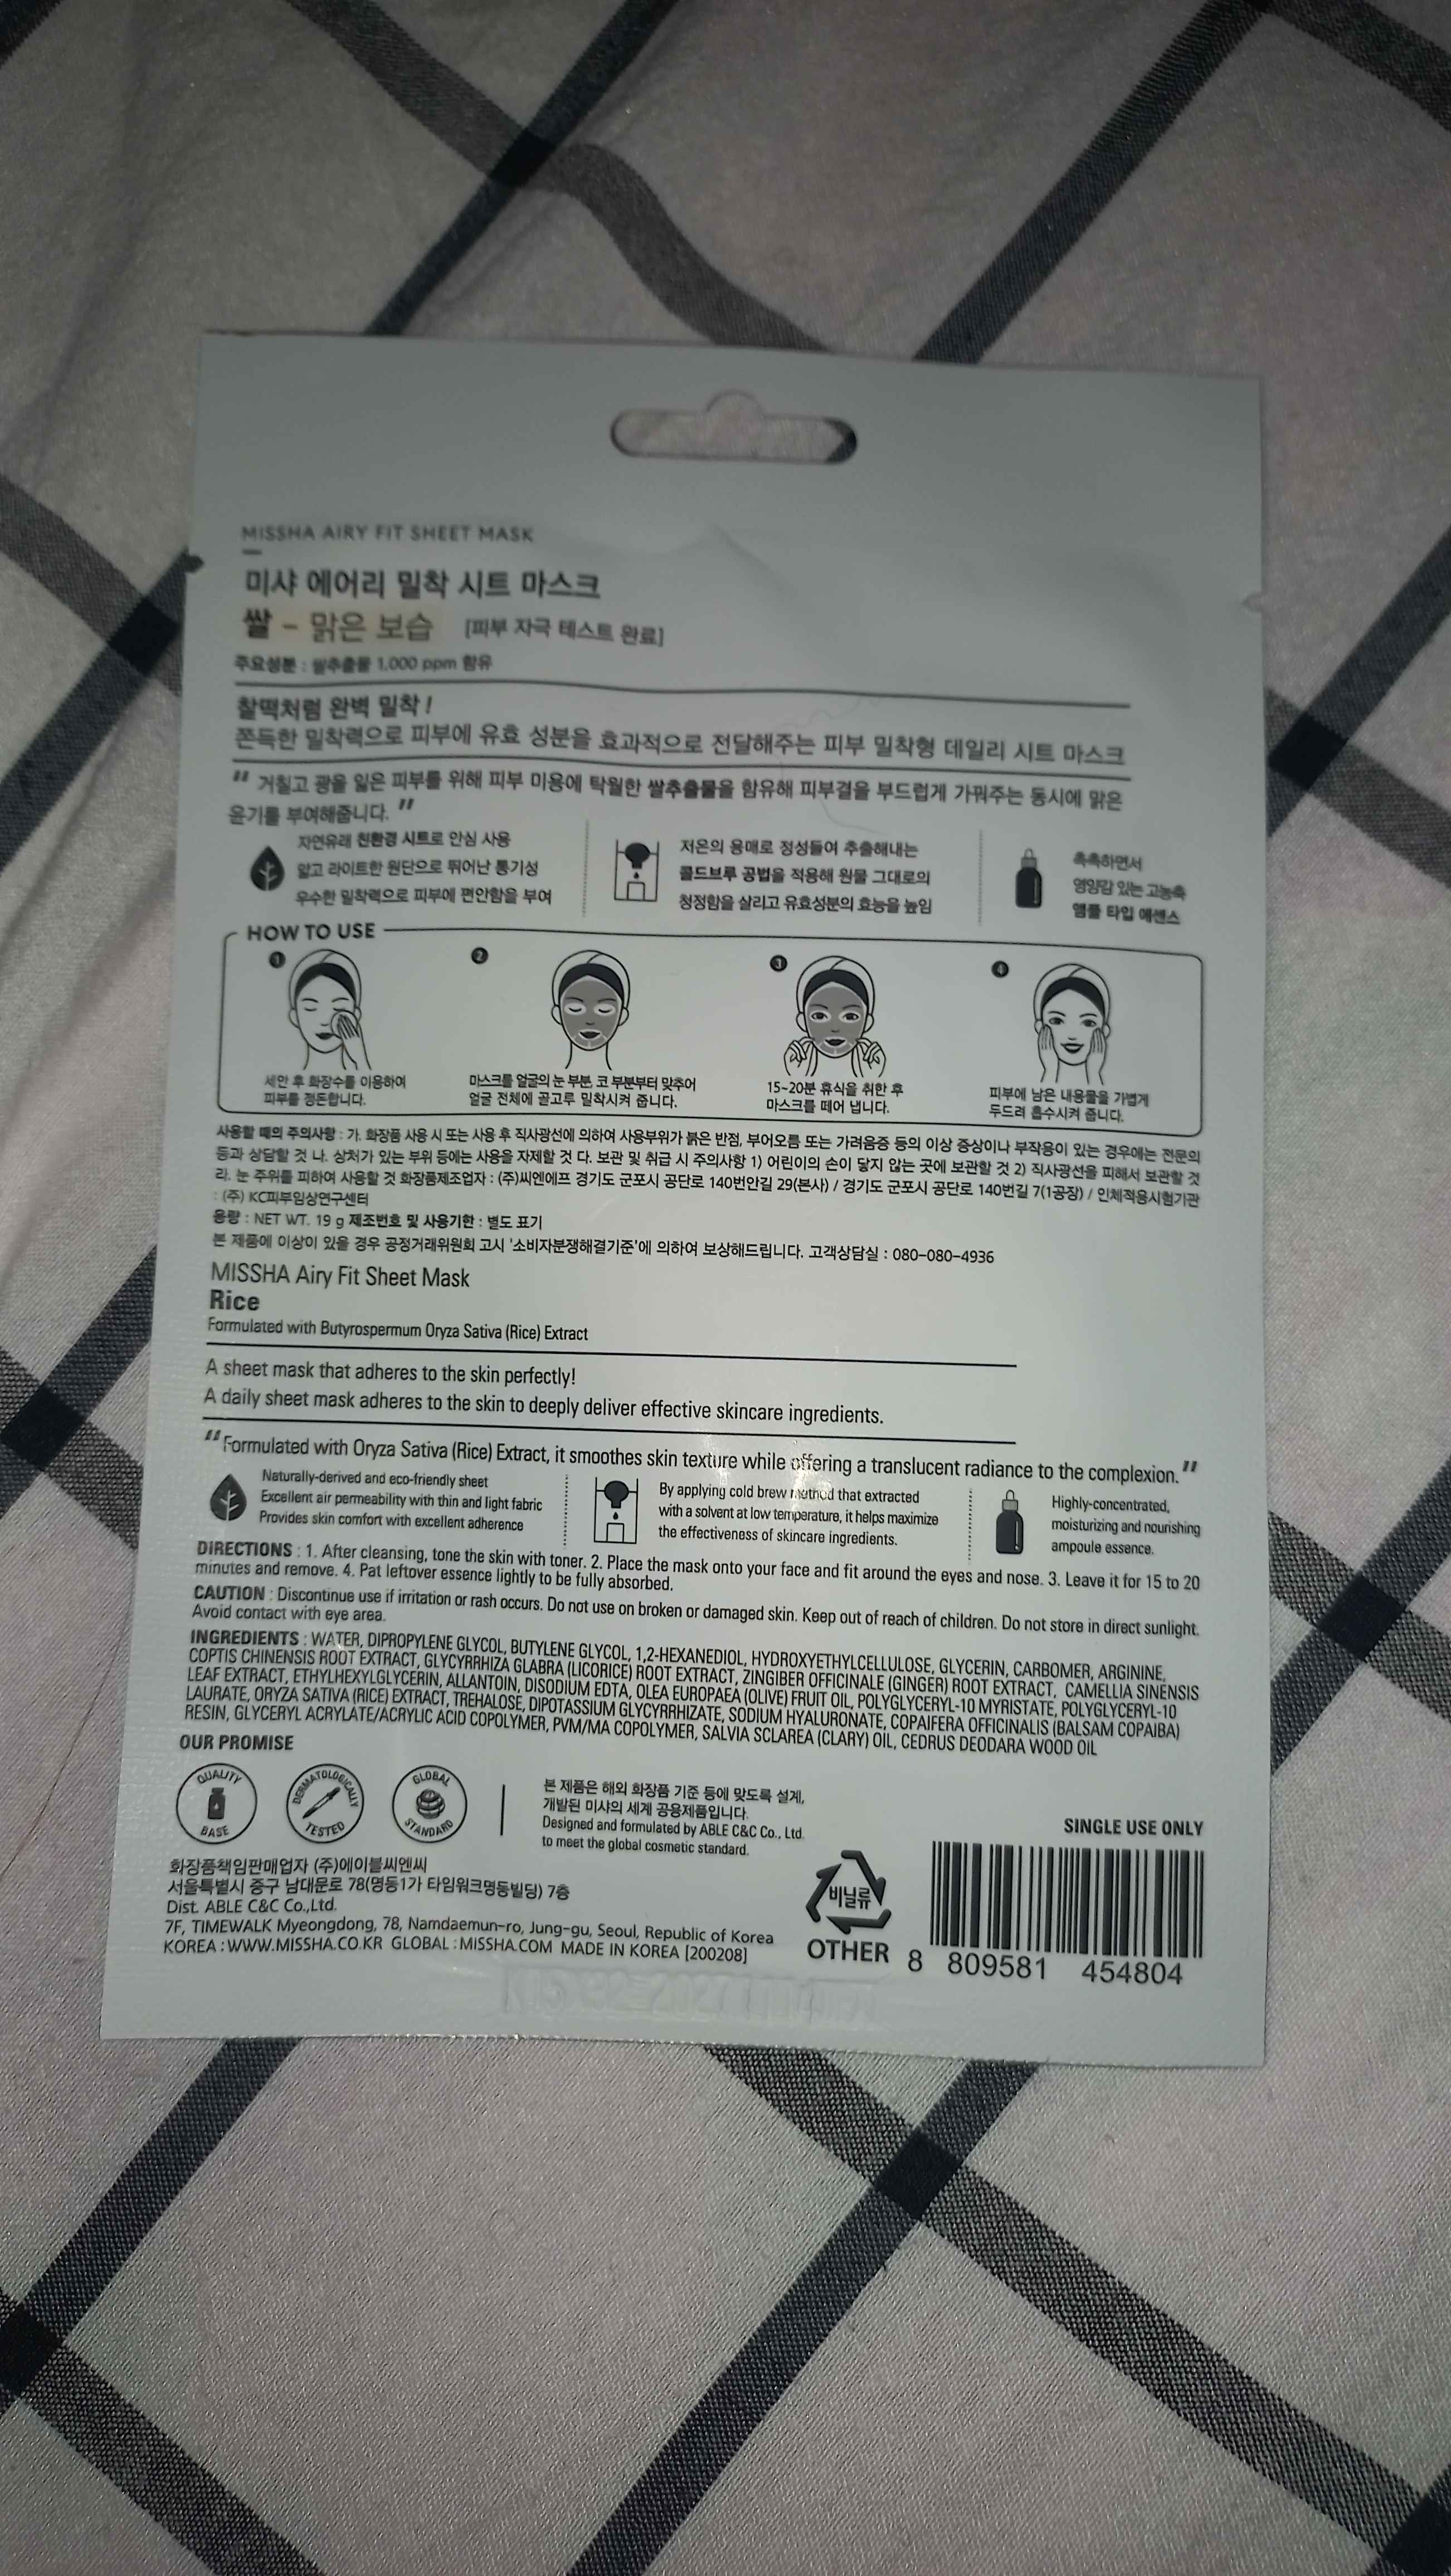 MISSHA AIRY FIT SHEET MASK
미샤 에어리 밀착 시트 마스크
쌀 - 맑은 보습 [피부 자극 테스트 완료]
주요성분 : 쌀추출물 1,000 ppm 함유
찰떡처럼 완벽 밀착!
쫀득한 밀착력으로 피부에 유효 성분을 효과적으로 전달해주는 피부 밀착형 데일리 시트 마스크
" 거칠고 광을 잃은 피부를 위해 피부 미용에 탁월한 쌀추출물을 함유해 피부결을 부드럽게 가꿔주는 동시에 맑은
윤기를 부여해줍니다. "
자연유래 친환경 시트로 안심 사용
얇고 라이트한 원단으로 뛰어난 통기성
우수한 밀착력으로 피부에 편안함을 부여
저온의 용매로 정성들여 추출해내는
콜드브루 공법을 적용해 원물 그대로의
청정함을 살리고 유효성분의 효능을 높임
촉촉하면서
영양감 있는 고농축
앰플 타입 에센스
HOW TO USE
1
세안 후 화장수를 이용하여
피부를 정돈합니다.
2
마스크를 얼굴의 눈 부분, 코 부분부터 맞추어
얼굴 전체에 골고루 밀착시켜 줍니다.
3
15~20분 휴식을 취한 후
마스크를 떼어 냅니다.
4
피부에 남은 내용물을 가볍게
두드려 흡수시켜 줍니다.
사용할 때의 주의사항 : 가. 화장품 사용 시 또는 사용 후 직사광선에 의하여 사용부위가 붉은 반점, 부어오름 또는 가려움증 등의 이상 증상이나 부작용이 있는 경우에는 전문의
등과 상담할 것 나. 상처가 있는 부위 등에는 사용을 자제할 것 다. 보관 및 취급 시 주의사항 1) 어린이의 손이 닿지 않는 곳에 보관할 것 2) 직사광선을 피해서 보관할 것
라. 눈 주위를 피하여 사용할 것 화장품제조업자 : (주)씨엔에프 경기도 군포시 공단로 140번안길 29(본사) / 경기도 군포시 공단로 140번길 7(1공장) / 인체적용시험기관
: (주) KC피부임상연구센터
용량 : NET WT. 19 g 제조번호 및 사용기한 : 별도 표기
본 제품에 이상이 있을 경우 공정거래위원회 고시 '소비자분쟁해결기준'에 의하여 보상해드립니다. 고객상담실 : 080-080-4936
MISSHA Airy Fit Sheet Mask
Rice
Formulated with Butyrospermum Oryza Sativa (Rice) Extract
A sheet mask that adheres to the skin perfectly!
A daily sheet mask adheres to the skin to deeply deliver effective skincare ingredients.
"Formulated with Oryza Sativa (Rice) Extract, it smoothes skin texture while offering a translucent radiance to the complexion."
Naturally-derived and eco-friendly sheet
Excellent air permeability with thin and light fabric
Provides skin comfort with excellent adherence
By applying cold brew method that extracted
with a solvent at low temperature, it helps maximize
the effectiveness of skincare ingredients.
Highly-concentrated,
moisturizing and nourishing
ampoule essence.
DIRECTIONS : 1. After cleansing, tone the skin with toner. 2. Place the mask onto your face and fit around the eyes and nose. 3. Leave it for 15 to 20
minutes and remove. 4. Pat leftover essence lightly to be fully absorbed.
CAUTION : Discontinue use if irritation or rash occurs. Do not use on broken or damaged skin. Keep out of reach of children. Do not store in direct sunlight.
Avoid contact with eye area.
INGREDIENTS : WATER, DIPROPYLENE GLYCOL, BUTYLENE GLYCOL, 1,2-HEXANEDIOL, HYDROXYETHYLCELLULOSE, GLYCERIN, CARBOMER, ARGININE,
COPTIS CHINENSIS ROOT EXTRACT, GLYCYRRHIZA GLABRA (LICORICE) ROOT EXTRACT, ZINGIBER OFFICINALE (GINGER) ROOT EXTRACT, CAMELLIA SINENSIS
LEAF EXTRACT, ETHYLHEXYLGLYCERIN, ALLANTOIN, DISODIUM EDTA, OLEA EUROPAEA (OLIVE) FRUIT OIL, POLYGLYCERYL-10 MYRISTATE, POLYGLYCERYL-10
LAURATE, ORYZA SATIVA (RICE) EXTRACT, TREHALOSE, DIPOTASSIUM GLYCYRRHIZATE, SODIUM HYALURONATE, COPAIFERA OFFICINALIS (BALSAM COPAIBA)
RESIN, GLYCERYL ACRYLATE/ACRYLIC ACID COPOLYMER, PVM/MA COPOLYMER, SALVIA SCLAREA (CLARY) OIL, CEDRUS DEODARA WOOD OIL
OUR PROMISE
QUALITY BASE
DERMATOLOGICALLY TESTED
GLOBAL STANDARD
본 제품은 해외 화장품 기준 등에 맞도록 설계,
개발된 미샤의 세계 공용제품입니다.
Designed and formulated by ABLE C&C Co., Ltd.
to meet the global cosmetic standard.
SINGLE USE ONLY
화장품책임판매업자 (주)에이블씨엔씨
서울특별시 중구 남대문로 78(명동1가 타임워크명동빌딩) 7층
Dist. ABLE C&C Co.,Ltd.
7F, TIMEWALK Myeongdong, 78, Namdaemun-ro, Jung-gu, Seoul, Republic of Korea
KOREA : WWW.MISSHA.CO.KR GLOBAL : MISSHA.COM MADE IN KOREA [200208]
비닐류
OTHER
8 809581 454804